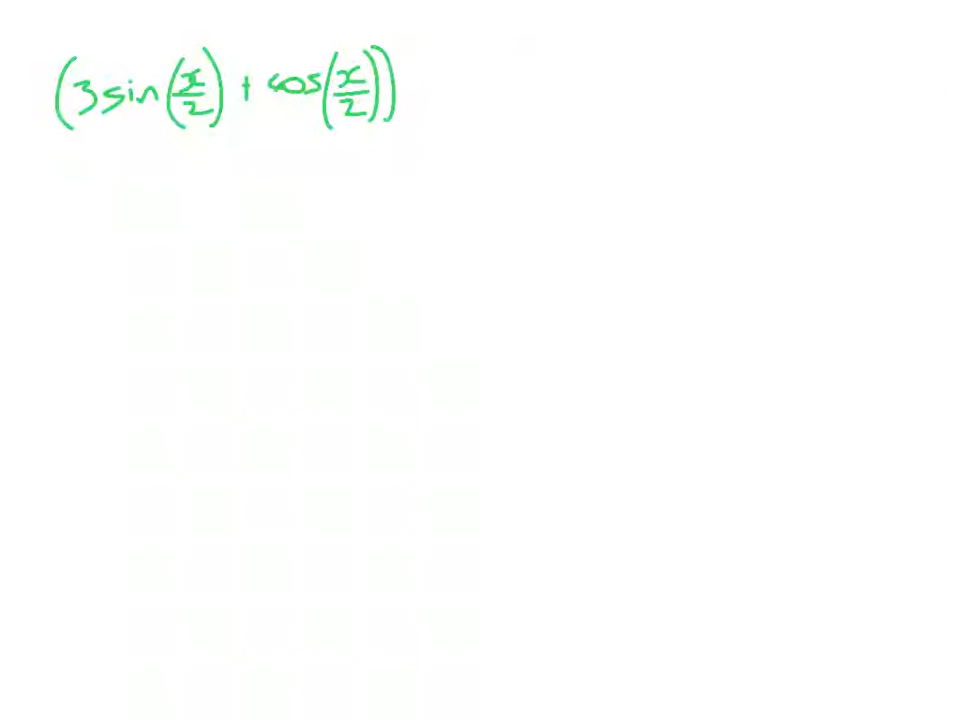 (3sin(x/2) + cos(x/2))